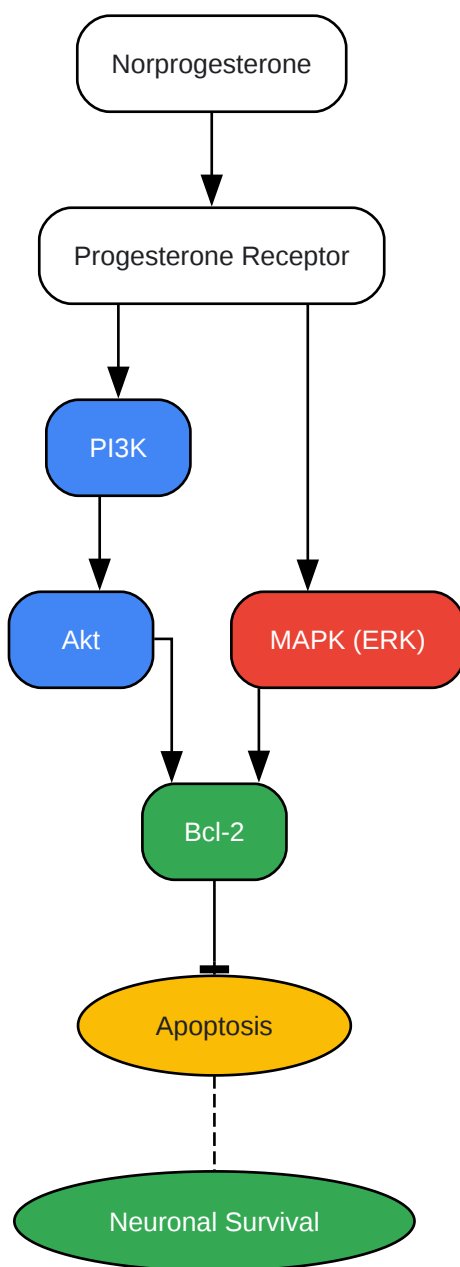 Norprogesterone
Progesterone Receptor
PI3K
Akt
MAPK (ERK)
Bcl-2
Apoptosis
Neuronal Survival